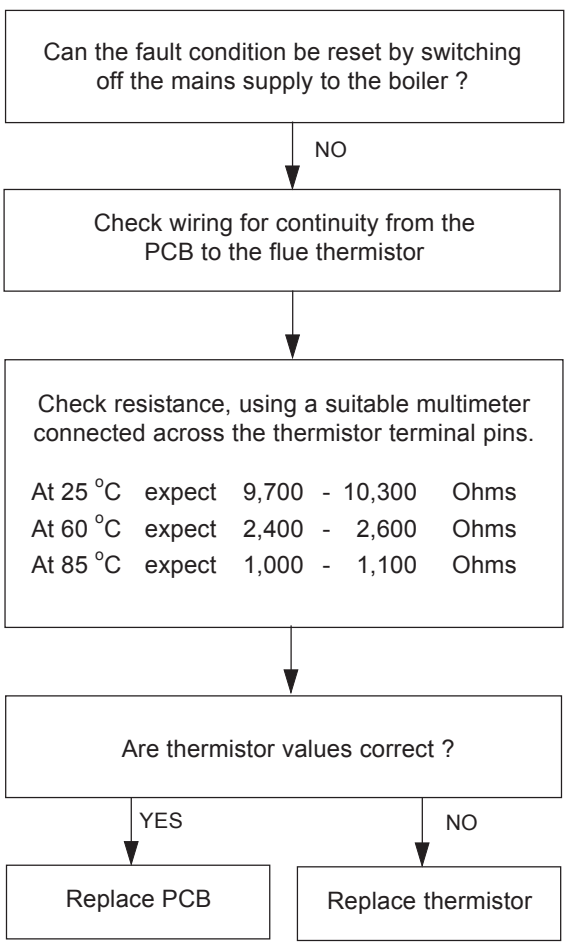 Can the fault condition be reset by switching
off the mains supply to the boiler ?
NO
Check wiring for continuity from the
PCB to the flue thermistor
Check resistance, using a suitable multimeter
connected across the thermistor terminal pins.
At 25 °C expect 9,700 - 10,300 Ohms
At 60 °C expect 2,400 - 2,600 Ohms
At 85 °C expect 1,000 - 1,100 Ohms
Are thermistor values correct ?
YES
NO
Replace PCB
Replace thermistor